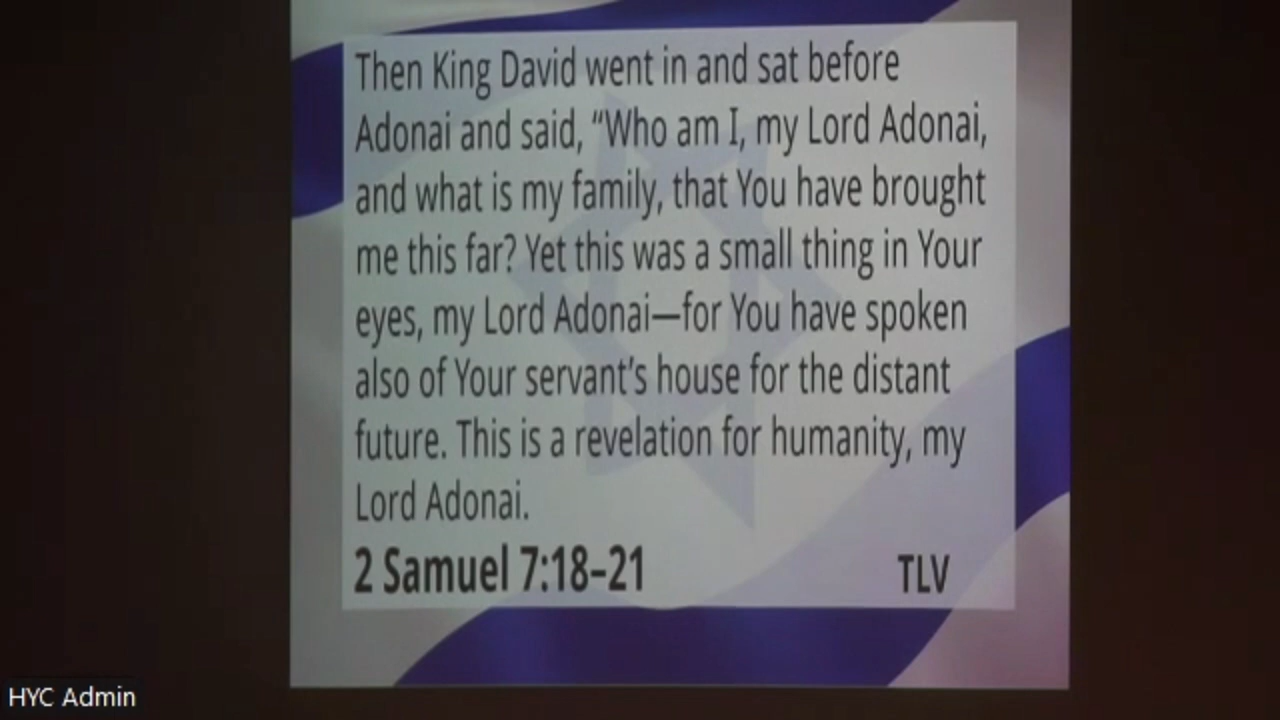 Then King David went in and sat before
Adonai and said, “Who am I, my Lord Adonai,
and what is my family, that You have brought
me this far? Yet this was a small thing in Your
eyes, my Lord Adonai—for You have spoken
also of Your servant’s house for the distant
future. This is a revelation for humanity, my
Lord Adonai.
2 Samuel 7:18–21 TLV
HYC Admin